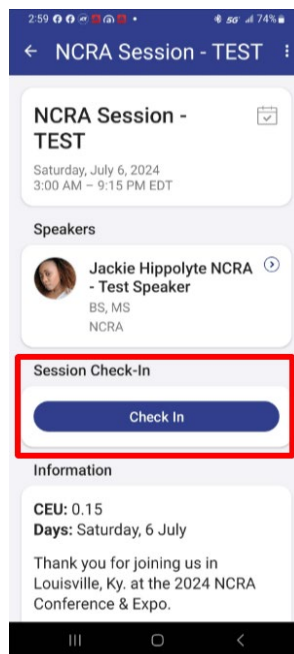 2:59
5G 74%
NCRA Session - TEST
NCRA Session -
TEST
Saturday, July 6, 2024
3:00 AM – 9:15 PM EDT
Speakers
Jackie Hippolyte NCRA
- Test Speaker
BS, MS
NCRA
Session Check-In
Check In
Information
CEU: 0.15
Days: Saturday, 6 July
Thank you for joining us in
Louisville, Ky. at the 2024 NCRA
Conference & Expo.